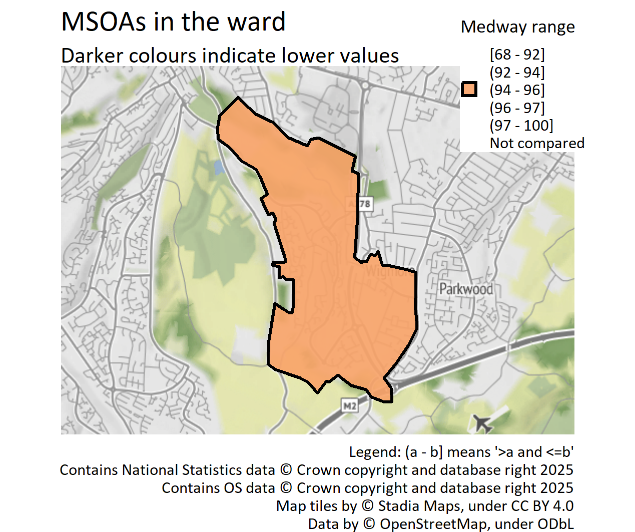 MSOAs in the ward
Darker colours indicate lower values
Medway range
[68 - 92]
(92 - 94]
(94 - 96]
(96 - 97]
(97 - 100]
Not compared
78
Parkwood
M2
Legend: (a - b] means '>a and <=b'
Contains National Statistics data © Crown copyright and database right 2025
Contains OS data © Crown copyright and database right 2025
Map tiles by © Stadia Maps, under CC BY 4.0
Data by © OpenStreetMap, under ODbL